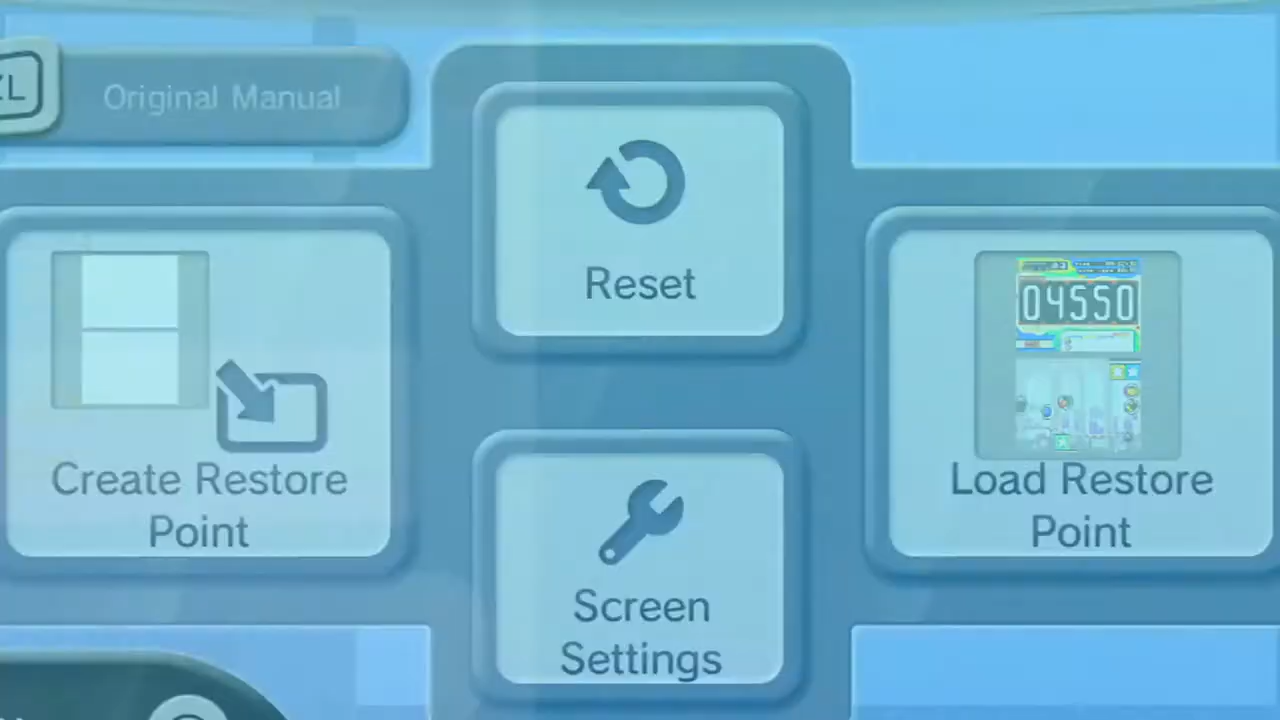 ZL
Original Manual
Reset
04550
Create Restore
Point
Load Restore
Point
Screen
Settings